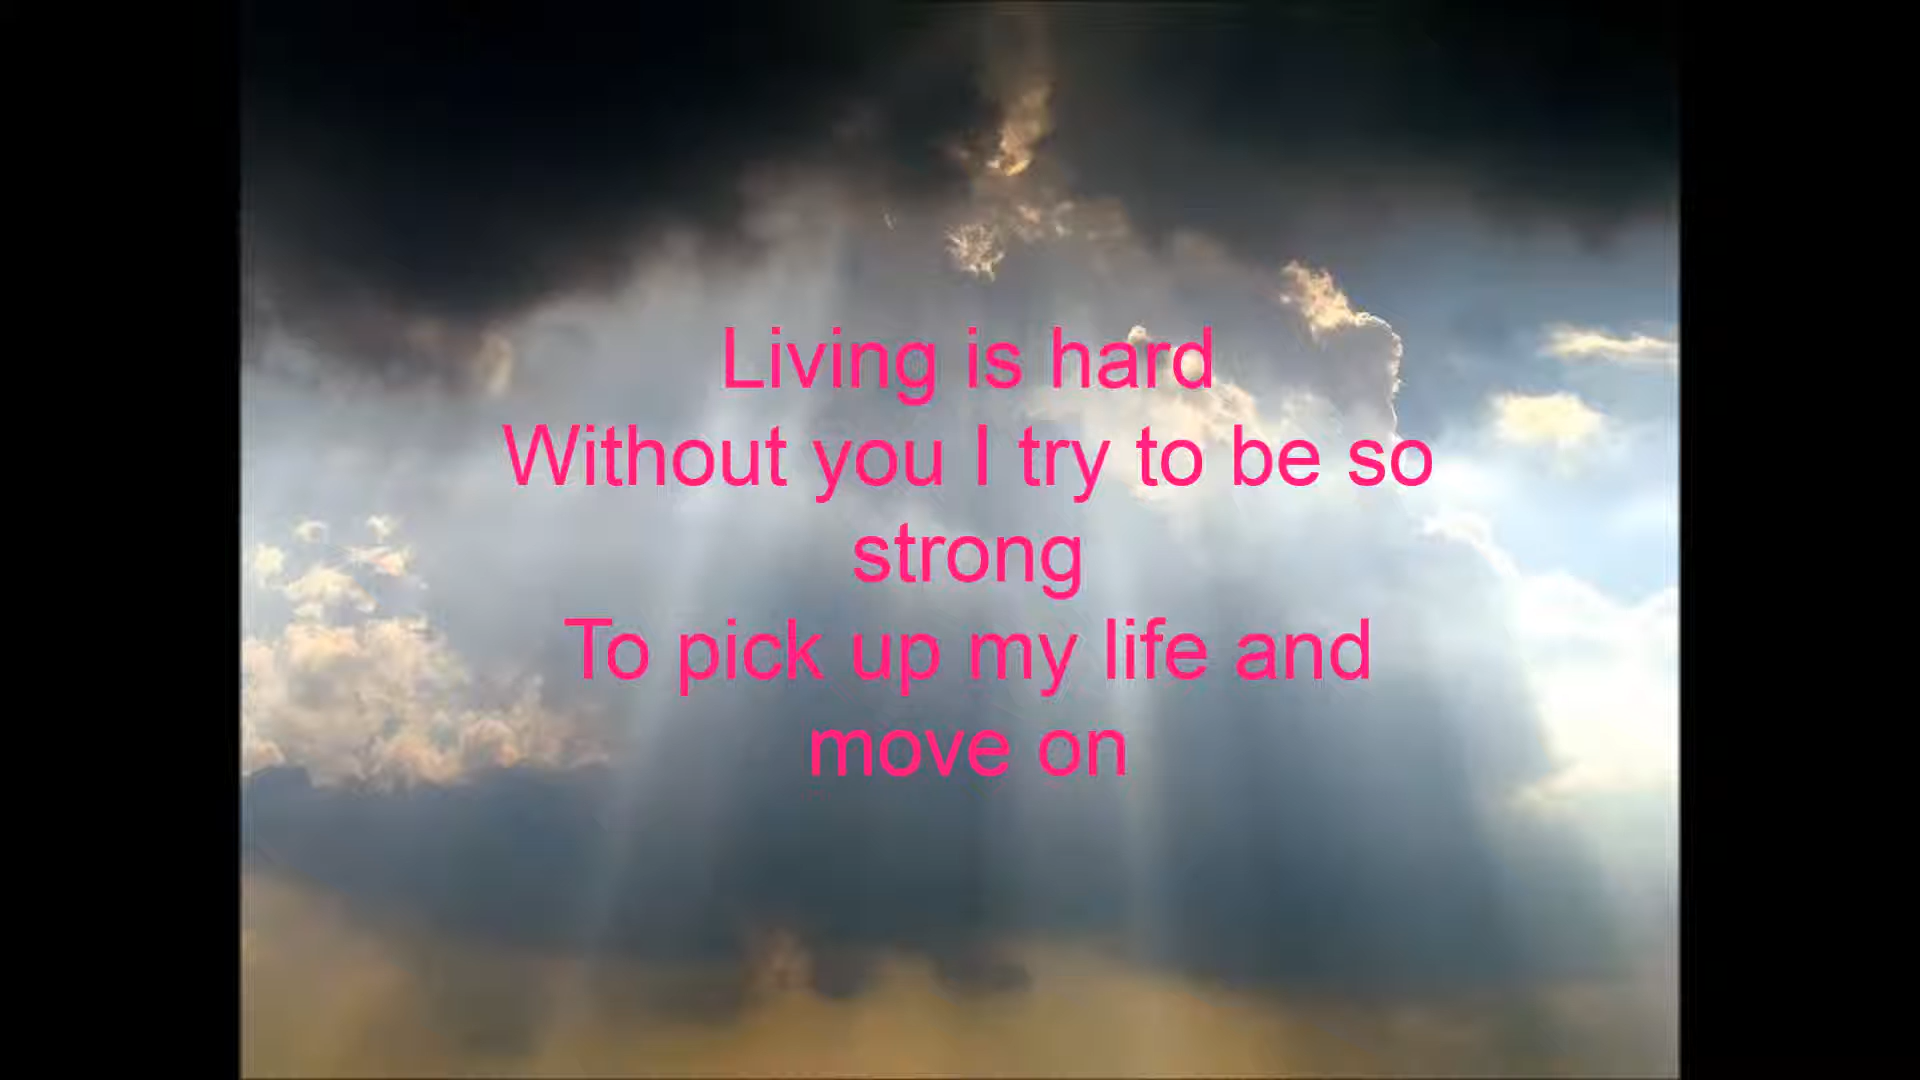 Living is hard
Without you I try to be so
strong
To pick up my life and
move on